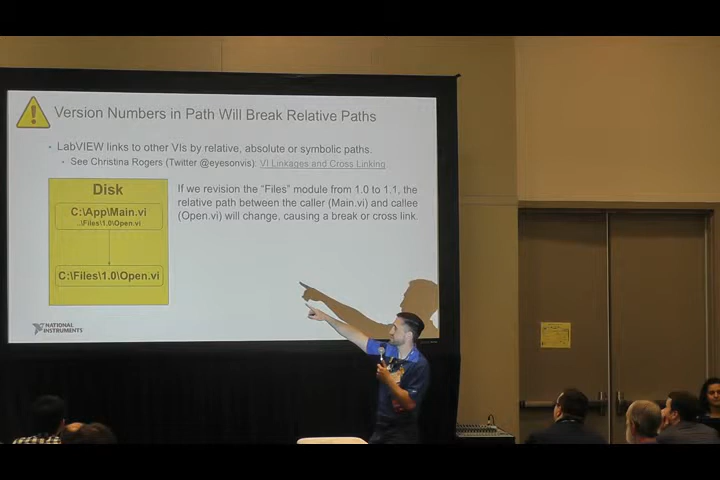 Version Numbers in Path Will Break Relative Paths
• LabVIEW links to other VIs by relative, absolute or symbolic paths.
• See Christina Rogers (Twitter @eyesonvis): VI Linkages and Cross Linking
Disk
C:\App\Main.vi
..\Files\1.0\Open.vi
C:\Files\1.0\Open.vi
If we revision the “Files” module from 1.0 to 1.1, the
relative path between the caller (Main.vi) and callee
(Open.vi) will change, causing a break or cross link.
NATIONAL
INSTRUMENTS